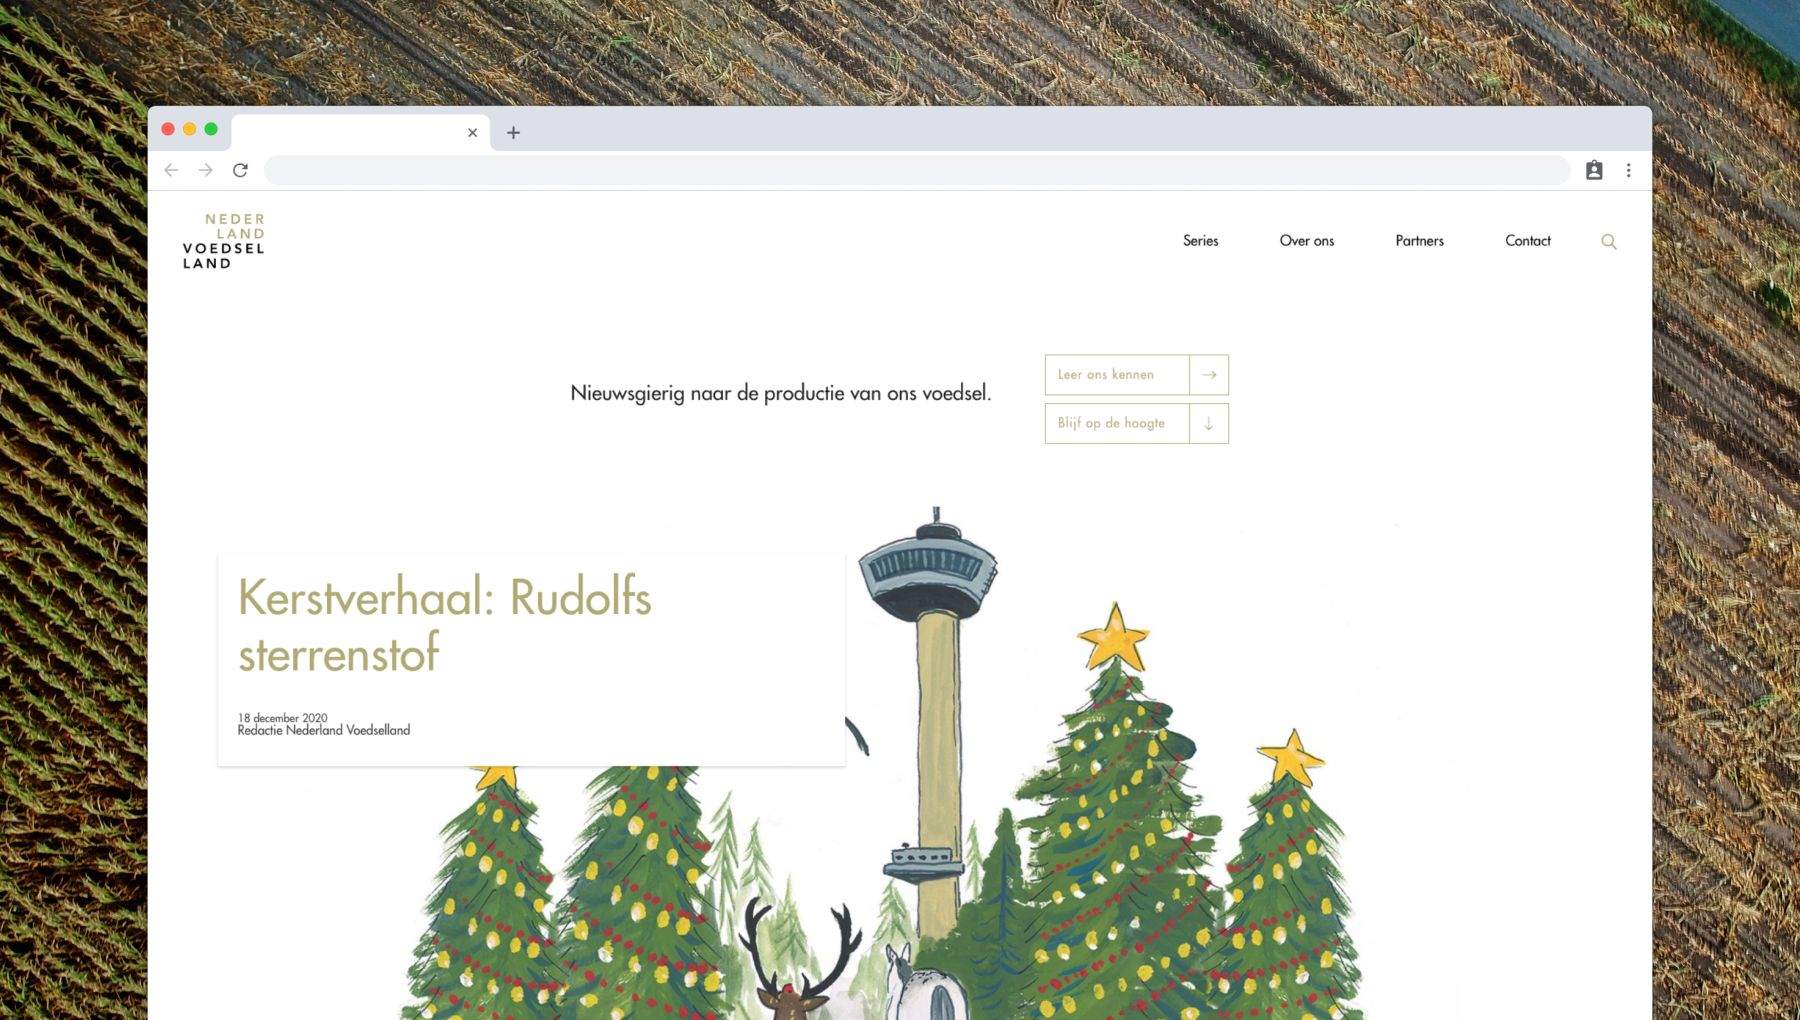 NEDER
LAND
VOEDSEL
LAND
Series
Over ons
Partners
Contact
Nieuwsgierig naar de productie van ons voedsel.
Leer ons kennen
Blijf op de hoogte
Kerstverhaal: Rudolfs
sterrenstof
18 december 2020
Redactie Nederland Voedselland